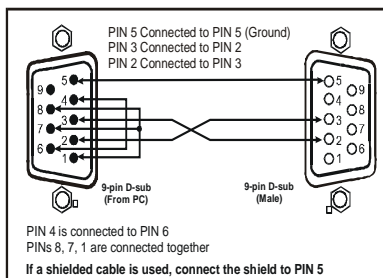 PIN 5 Connected to PIN 5 (Ground)
PIN 3 Connected to PIN 2
PIN 2 Connected to PIN 3
5
9
4
8
3
7
2
6
1
5
9
4
8
3
7
2
6
1
9-pin D-sub
(From PC)
9-pin D-sub
(Male)
PIN 4 is connected to PIN 6
PINs 8, 7, 1 are connected together
If a shielded cable is used, connect the shield to PIN 5